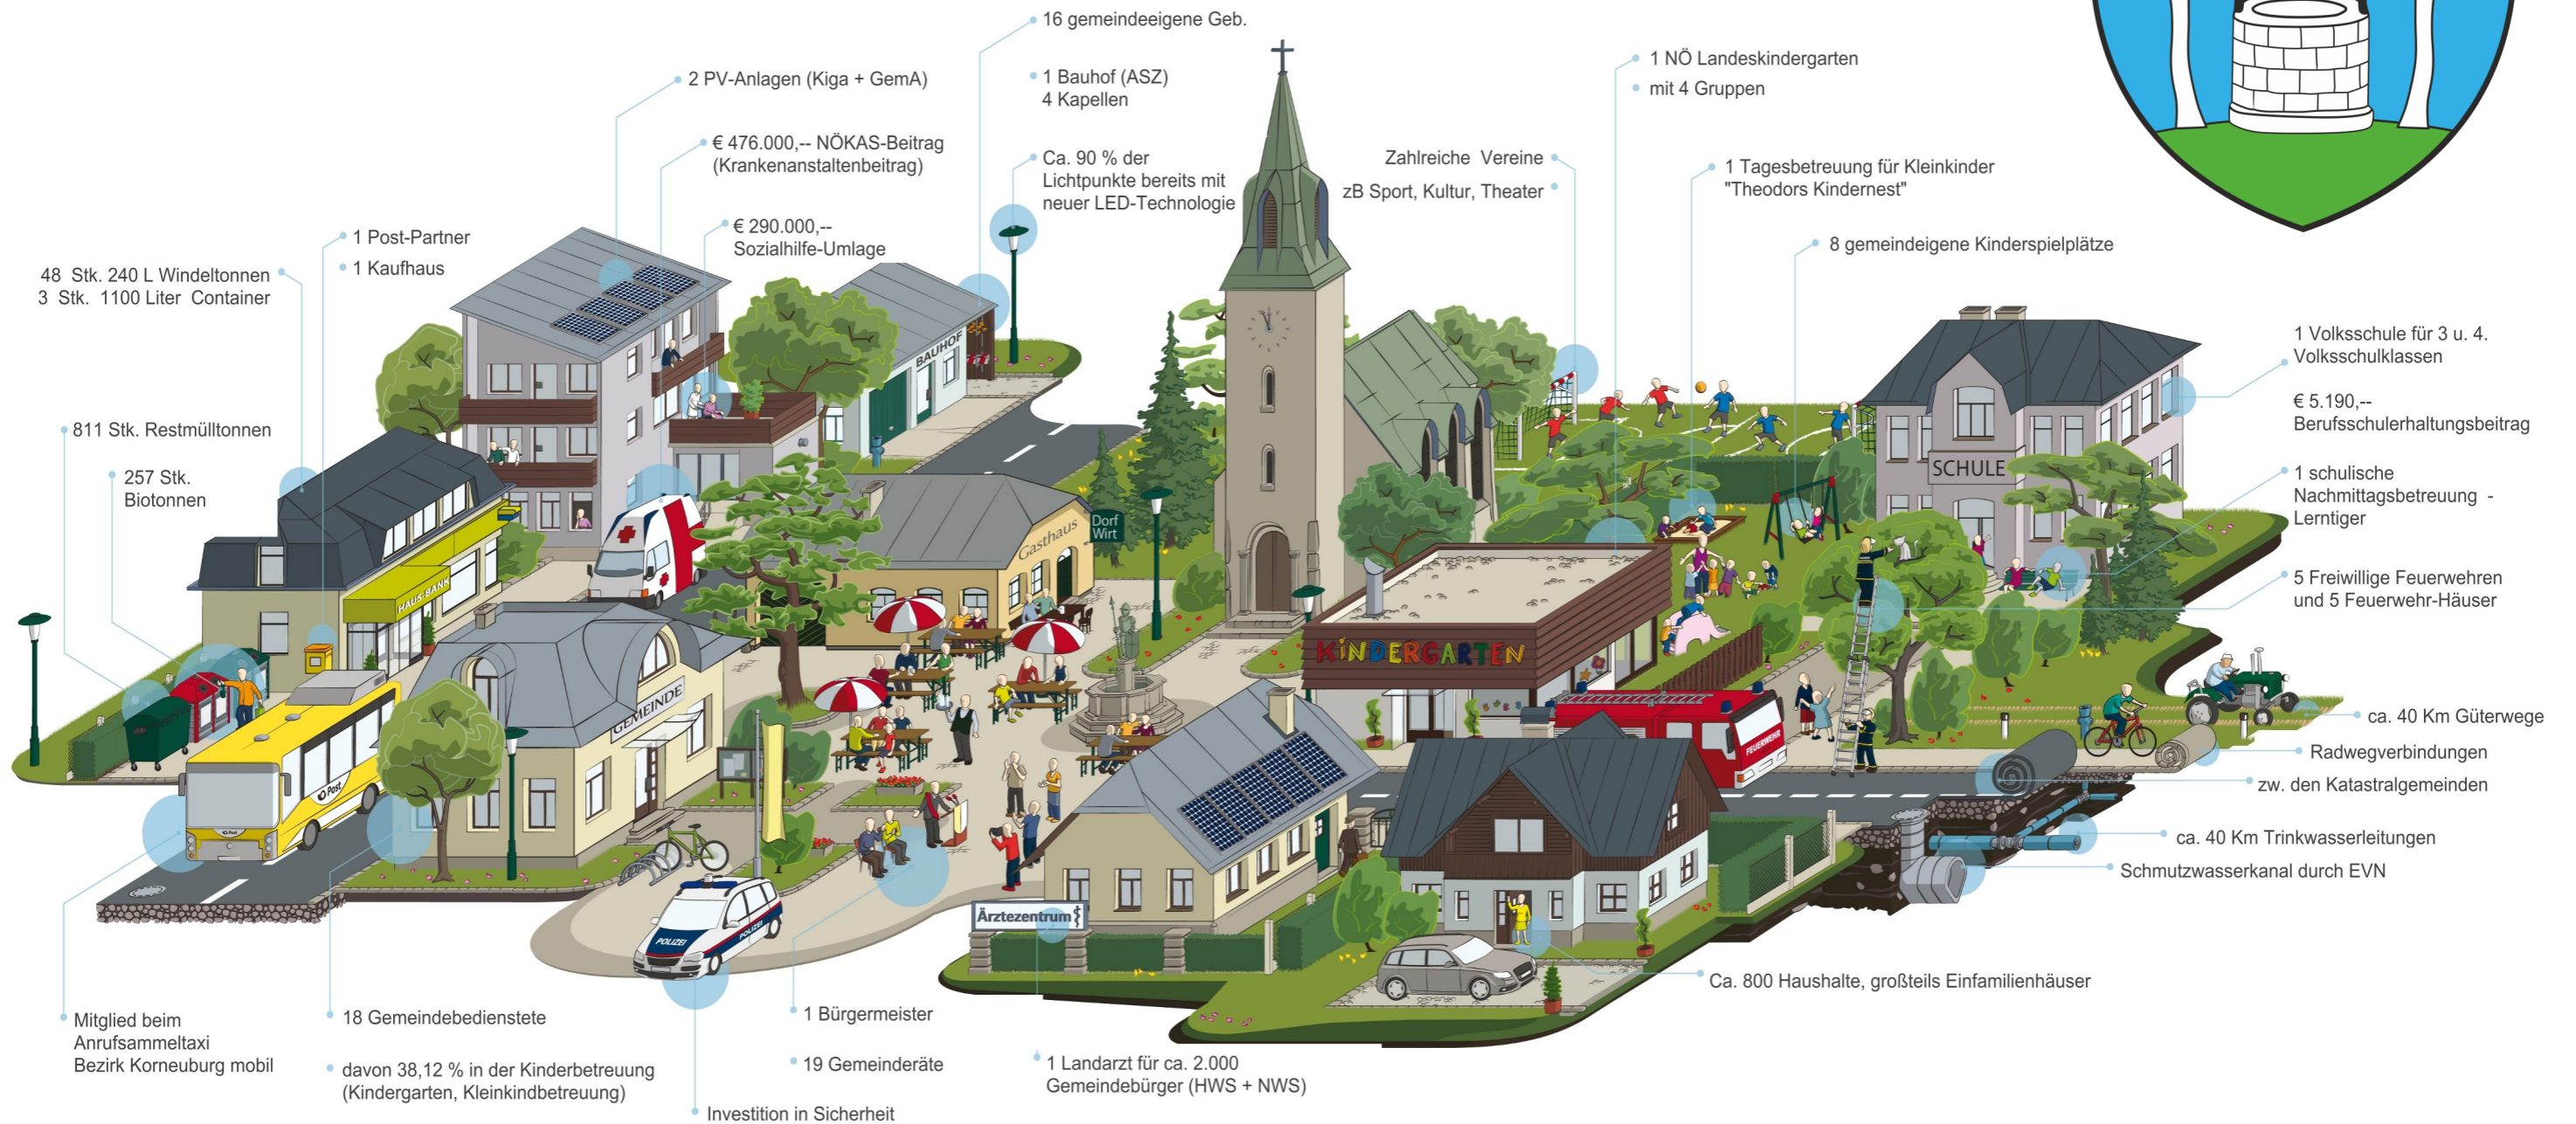 16 gemeindeeigene Geb.
1 Bauhof (ASZ)
4 Kapellen
Ca. 90 % der
Lichtpunkte bereits mit
neuer LED-Technologie
2 PV-Anlagen (Kiga + GemA)
€ 476.000,-- NÖKAS-Beitrag
(Krankenanstaltenbeitrag)
€ 290.000,--
Sozialhilfe-Umlage
1 Post-Partner
1 Kaufhaus
48 Stk. 240 L Windeltonnen
3 Stk. 1100 Liter Container
811 Stk. Restmülltonnen
257 Stk.
Biotonnen
Zahlreiche Vereine
zB Sport, Kultur, Theater
1 NÖ Landeskindergarten
mit 4 Gruppen
1 Tagesbetreuung für Kleinkinder
"Theodors Kindernest"
8 gemeindeigene Kinderspielplätze
1 Volksschule für 3 u. 4.
Volksschulklassen
€ 5.190,--
Berufsschulerhaltungsbeitrag
1 schulische
Nachmittagsbetreuung -
Lerntiger
5 Freiwillige Feuerwehren
und 5 Feuerwehr-Häuser
ca. 40 Km Güterwege
Radwegverbindungen
zw. den Katastralgemeinden
ca. 40 Km Trinkwasserleitungen
Schmutzwasserkanal durch EVN
Ca. 800 Haushalte, großteils Einfamilienhäuser
1 Landarzt für ca. 2.000
Gemeindebürger (HWS + NWS)
1 Bürgermeister
19 Gemeinderäte
Investition in Sicherheit
18 Gemeindebedienstete
davon 38,12 % in der Kinderbetreuung
(Kindergarten, Kleinkindbetreuung)
Mitglied beim
Anrufsammeltaxi
Bezirk Korneuburg mobil
BAUHOF
HAUS-BANK
Gasthaus
Dorf
Wirt
SCHULE
KINDERGARTEN
GEMEINDE
FEUERWEHR
Post
Post
POLIZEI
POLIZEI
Ärztezentrum